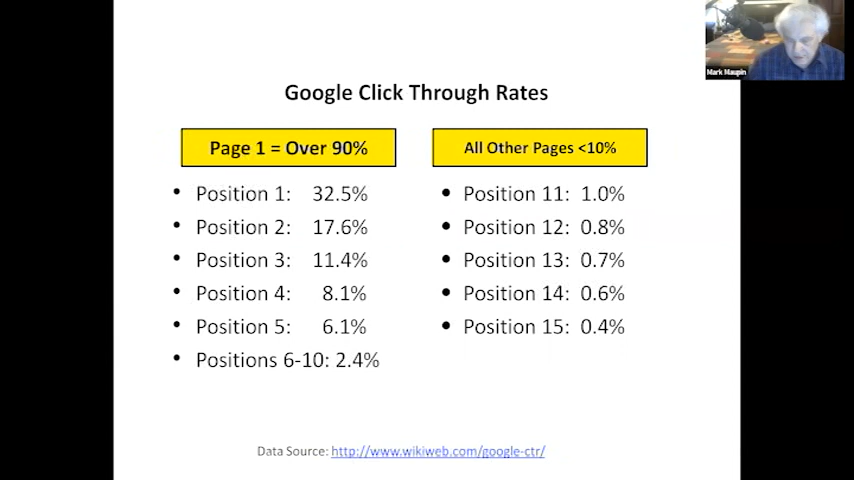 Google Click Through Rates
Page 1 = Over 90%
• Position 1: 32.5%
• Position 2: 17.6%
• Position 3: 11.4%
• Position 4: 8.1%
• Position 5: 6.1%
• Positions 6-10: 2.4%
All Other Pages <10%
• Position 11: 1.0%
• Position 12: 0.8%
• Position 13: 0.7%
• Position 14: 0.6%
• Position 15: 0.4%
Data Source: http://www.wikiweb.com/google-ctr/
Mark Maupin